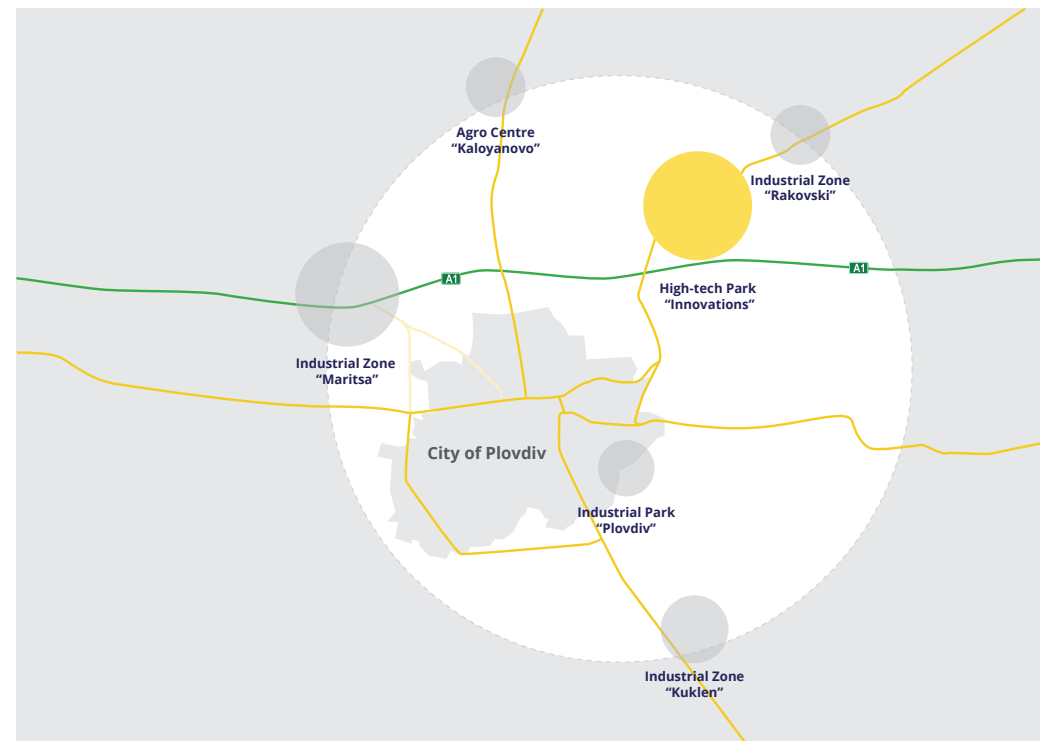 Agro Centre
“Kaloyanovo”
Industrial Zone
“Rakovski”
A1
A1
High-tech Park
“Innovations”
Industrial Zone
“Maritsa”
City of Plovdiv
Industrial Park
“Plovdiv”
Industrial Zone
“Kuklen”